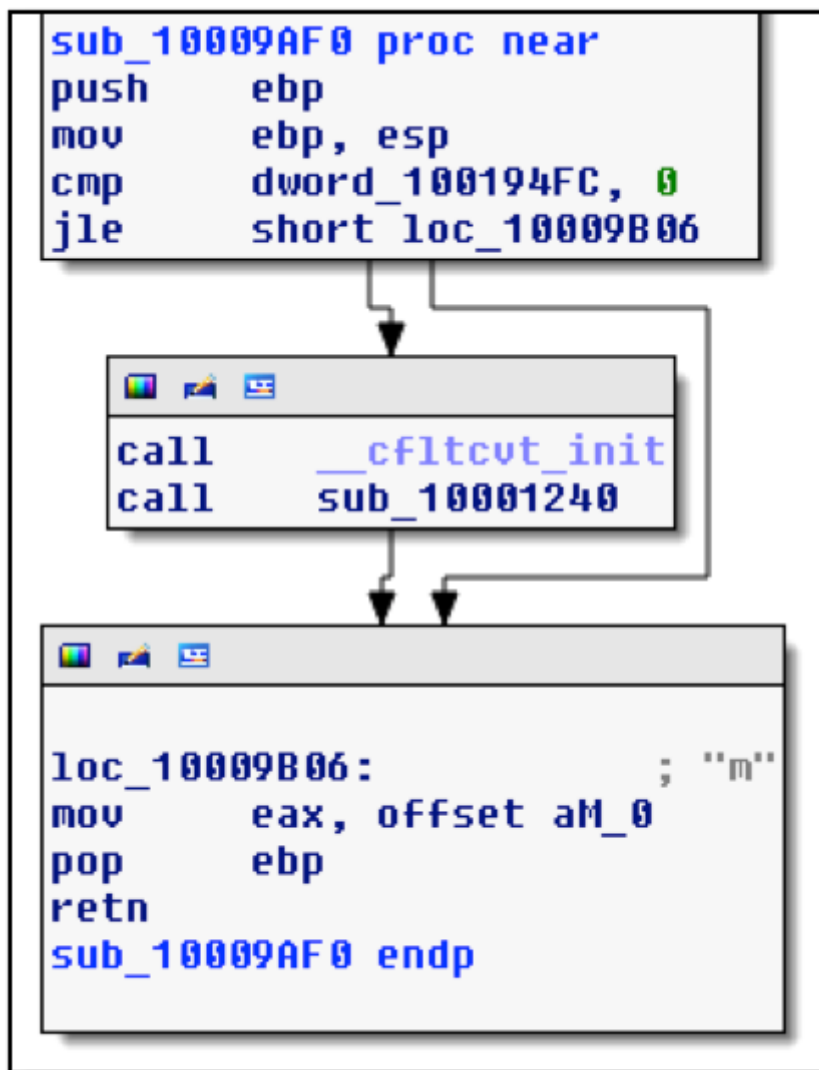 sub_10009AF0 proc near
push    ebp
mov     ebp, esp
cmp     dword_100194FC, 0
jle     short loc_10009B06
call    __cfltcvt_init
call    sub_10001240
loc_10009B06:           ; "m"
mov     eax, offset aM_0
pop     ebp
retn
sub_10009AF0 endp